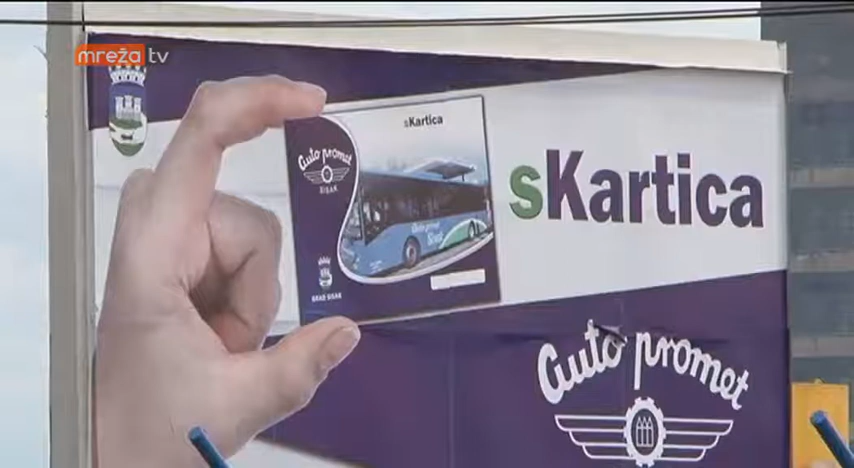 mreža tv
sKartica
Auto promet
SISAK
GRAD SISAK
sKartica
Auto promet